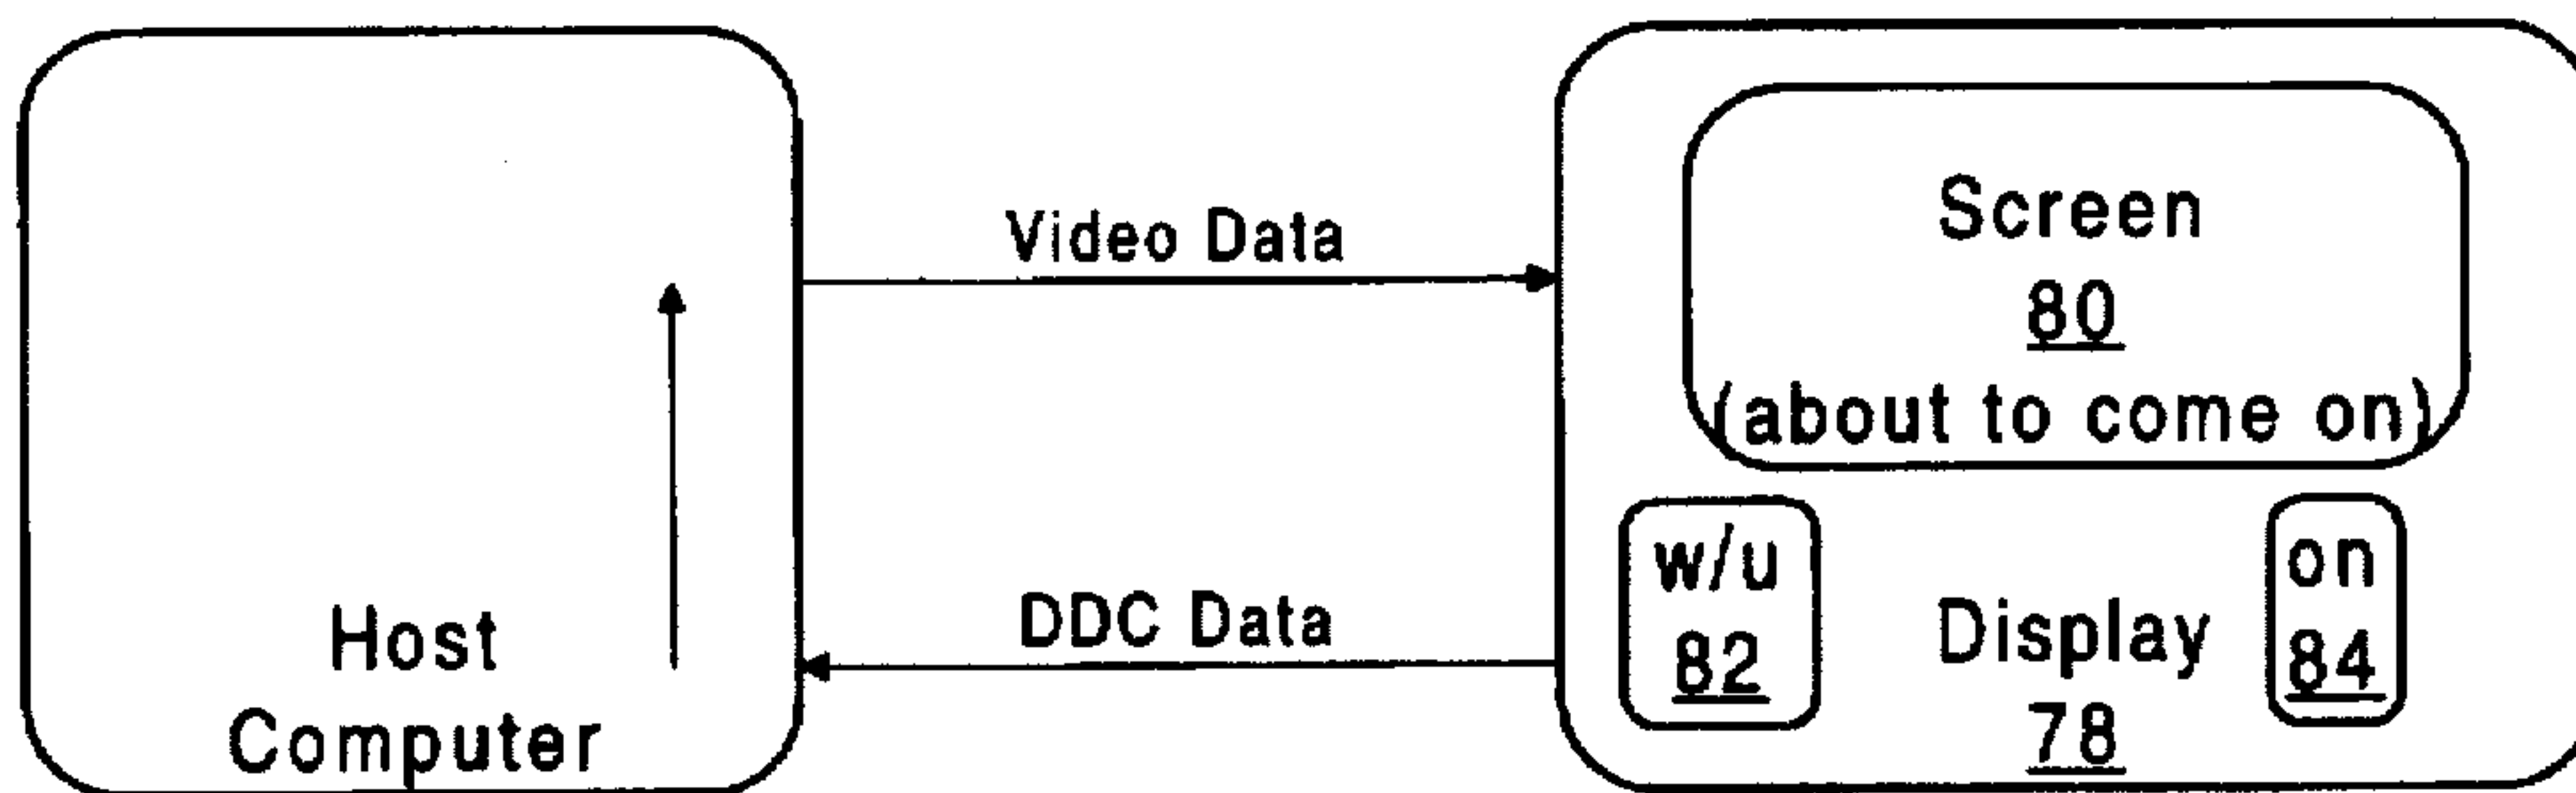 Host
Computer
Video Data
DDC Data
Screen
80
(about to come on)
w/u
82
Display
78
on
84